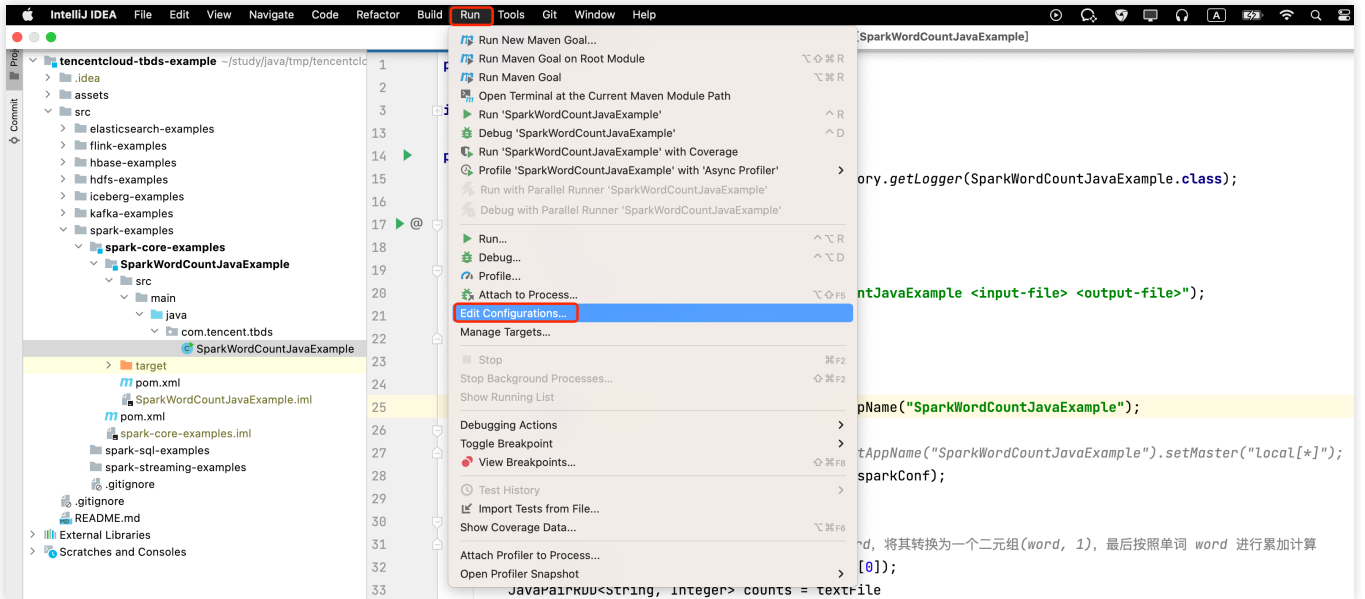 IntelliJ IDEA File Edit View Navigate Code Refactor Build Run Tools Git Window Help
[SparkWordCountJavaExample]
Commit
tencentcloud-tbds-example ~/study/java/tmp/tencentclo
.idea
assets
src
elasticsearch-examples
flink-examples
hbase-examples
hdfs-examples
iceberg-examples
kafka-examples
spark-examples
spark-core-examples
SparkWordCountJavaExample
src
main
java
com.tencent.tbds
SparkWordCountJavaExample
target
pom.xml
SparkWordCountJavaExample.iml
pom.xml
spark-core-examples.iml
spark-sql-examples
spark-streaming-examples
.gitignore
.gitignore
README.md
External Libraries
Scratches and Consoles
1
2
3
13
14
15
16
17 @
18
19
20
21
22
23
24
25
26
27
28
29
30
31
32
33
Run New Maven Goal...
Run Maven Goal on Root Module ⌥⇧⌘R
Run Maven Goal ⌥⌘R
Open Terminal at the Current Maven Module Path
Run 'SparkWordCountJavaExample' ^R
Debug 'SparkWordCountJavaExample' ^D
Run 'SparkWordCountJavaExample' with Coverage
Profile 'SparkWordCountJavaExample' with 'Async Profiler'
Run with Parallel Runner 'SparkWordCountJavaExample'
Debug with Parallel Runner 'SparkWordCountJavaExample'
Run... ^⌥R
Debug... ^⌥D
Profile...
Attach to Process... ⌥⇧F5
Edit Configurations...
Manage Targets...
Stop ⌘F2
Stop Background Processes... ⇧⌘F2
Show Running List
Debugging Actions
Toggle Breakpoint
View Breakpoints... ⇧⌘F8
Test History
Import Tests from File...
Show Coverage Data... ⌥⌘F6
Attach Profiler to Process...
Open Profiler Snapshot
ory.getLogger(SparkWordCountJavaExample.class);
ntJavaExample <input-file> <output-file>");
pName("SparkWordCountJavaExample");
tAppName("SparkWordCountJavaExample").setMaster("local[*]");
sparkConf);
rd，将其转换为一个二元组(word, 1)，最后按照单词 word 进行累加计算
[0]);
JavaPairRDD<String, Integer> counts = textFile